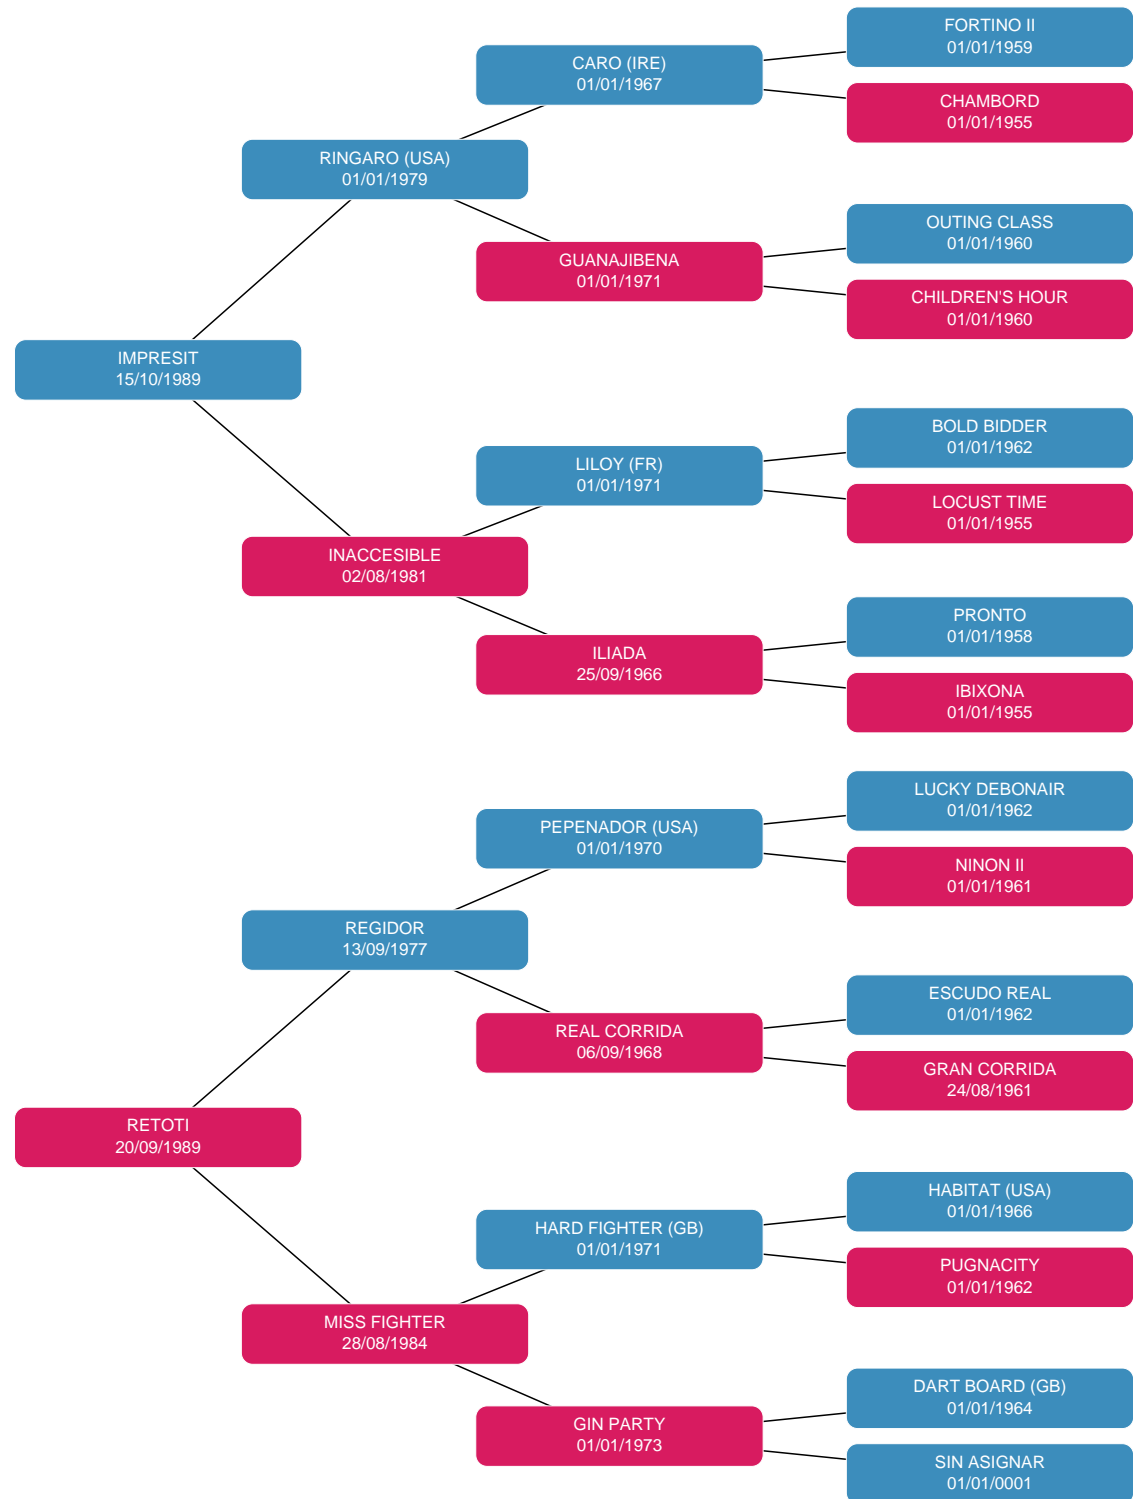 FORTINO II
01/01/1959
CARO (IRE)
01/01/1967
CHAMBORD
01/01/1955
RINGARO (USA)
01/01/1979
OUTING CLASS
01/01/1960
GUANAJIBENA
01/01/1971
CHILDREN'S HOUR
01/01/1960
IMPRESIT
15/10/1989
BOLD BIDDER
01/01/1962
LILOY (FR)
01/01/1971
LOCUST TIME
01/01/1955
INACCESIBLE
02/08/1981
PRONTO
01/01/1958
ILIADA
25/09/1966
IBIXONA
01/01/1955
LUCKY DEBONAIR
01/01/1962
PEPENADOR (USA)
01/01/1970
NINON II
01/01/1961
REGIDOR
13/09/1977
ESCUDO REAL
01/01/1962
REAL CORRIDA
06/09/1968
GRAN CORRIDA
24/08/1961
RETOTI
20/09/1989
HABITAT (USA)
01/01/1966
HARD FIGHTER (GB)
01/01/1971
PUGNACITY
01/01/1962
MISS FIGHTER
28/08/1984
DART BOARD (GB)
01/01/1964
GIN PARTY
01/01/1973
SIN ASIGNAR
01/01/0001